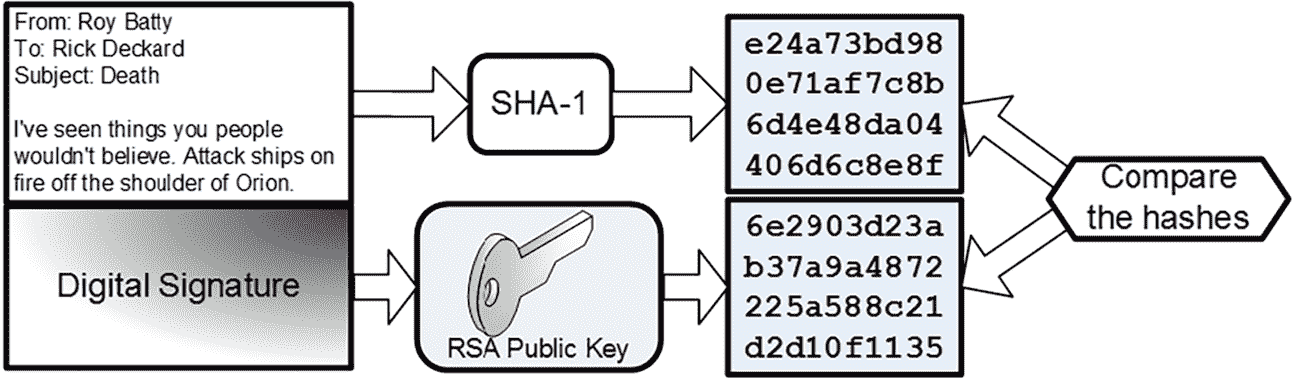 From: Roy Batty
To: Rick Deckard
Subject: Death
I've seen things you people
wouldn't believe. Attack ships on
fire off the shoulder of Orion.
SHA-1
e24a73bd98
0e71af7c8b
6d4e48da04
406d6c8e8f
Digital Signature
RSA Public Key
6e2903d23a
b37a9a4872
225a588c21
d2d10f1135
Compare
the hashes